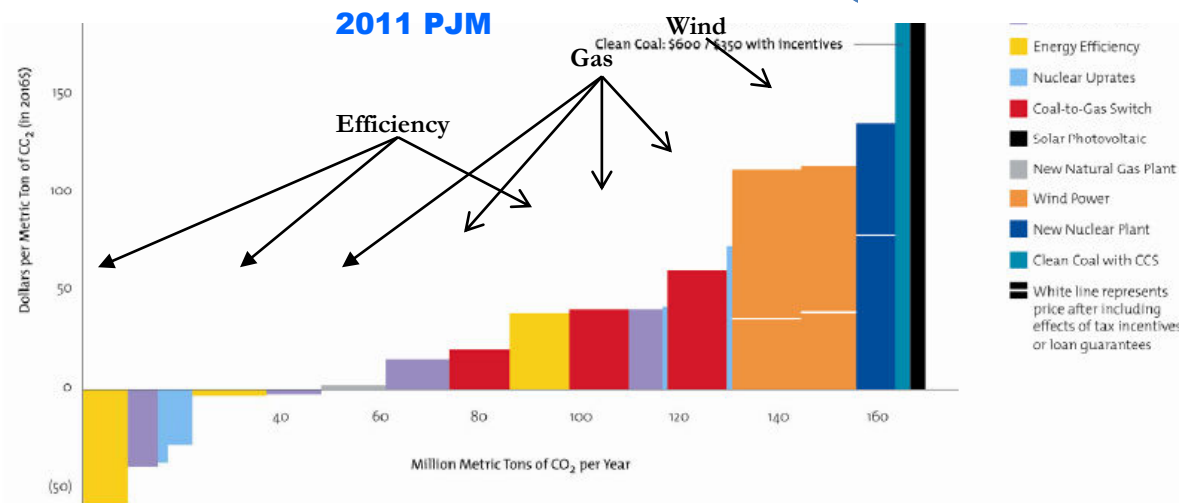 2011 PJM
Wind
Clean Coal: $600 / $350 with incentives
Gas
Efficiency
Dollars per Metric Ton of CO2 (in 2016$)
150
100
50
0
(50)
40
60
80
100
120
140
160
Million Metric Tons of CO2 per Year
Energy Efficiency
Nuclear Uprates
Coal-to-Gas Switch
Solar Photovoltaic
New Natural Gas Plant
Wind Power
New Nuclear Plant
Clean Coal with CCS
White line represents
price after including
effects of tax incentives
or loan guarantees